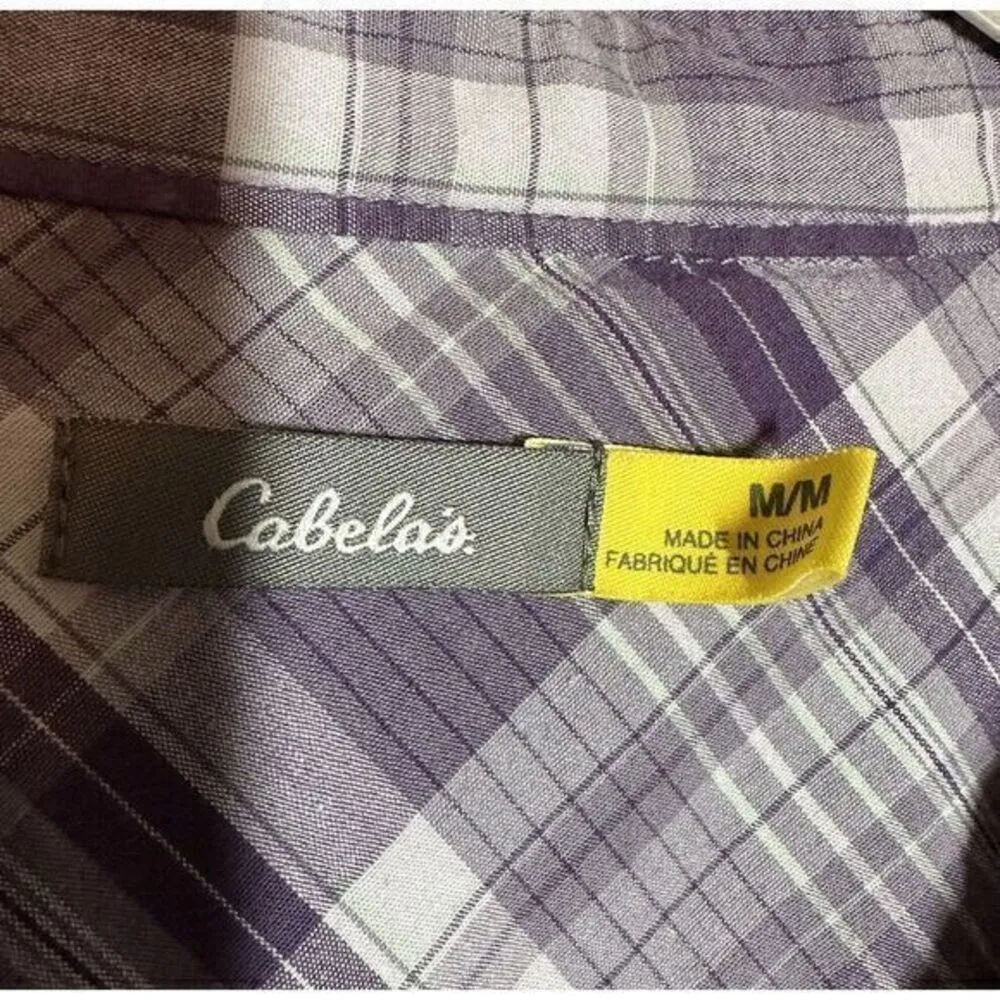 Cabela's.
M/M
MADE IN CHINA
FABRIQUÉ EN CHINE